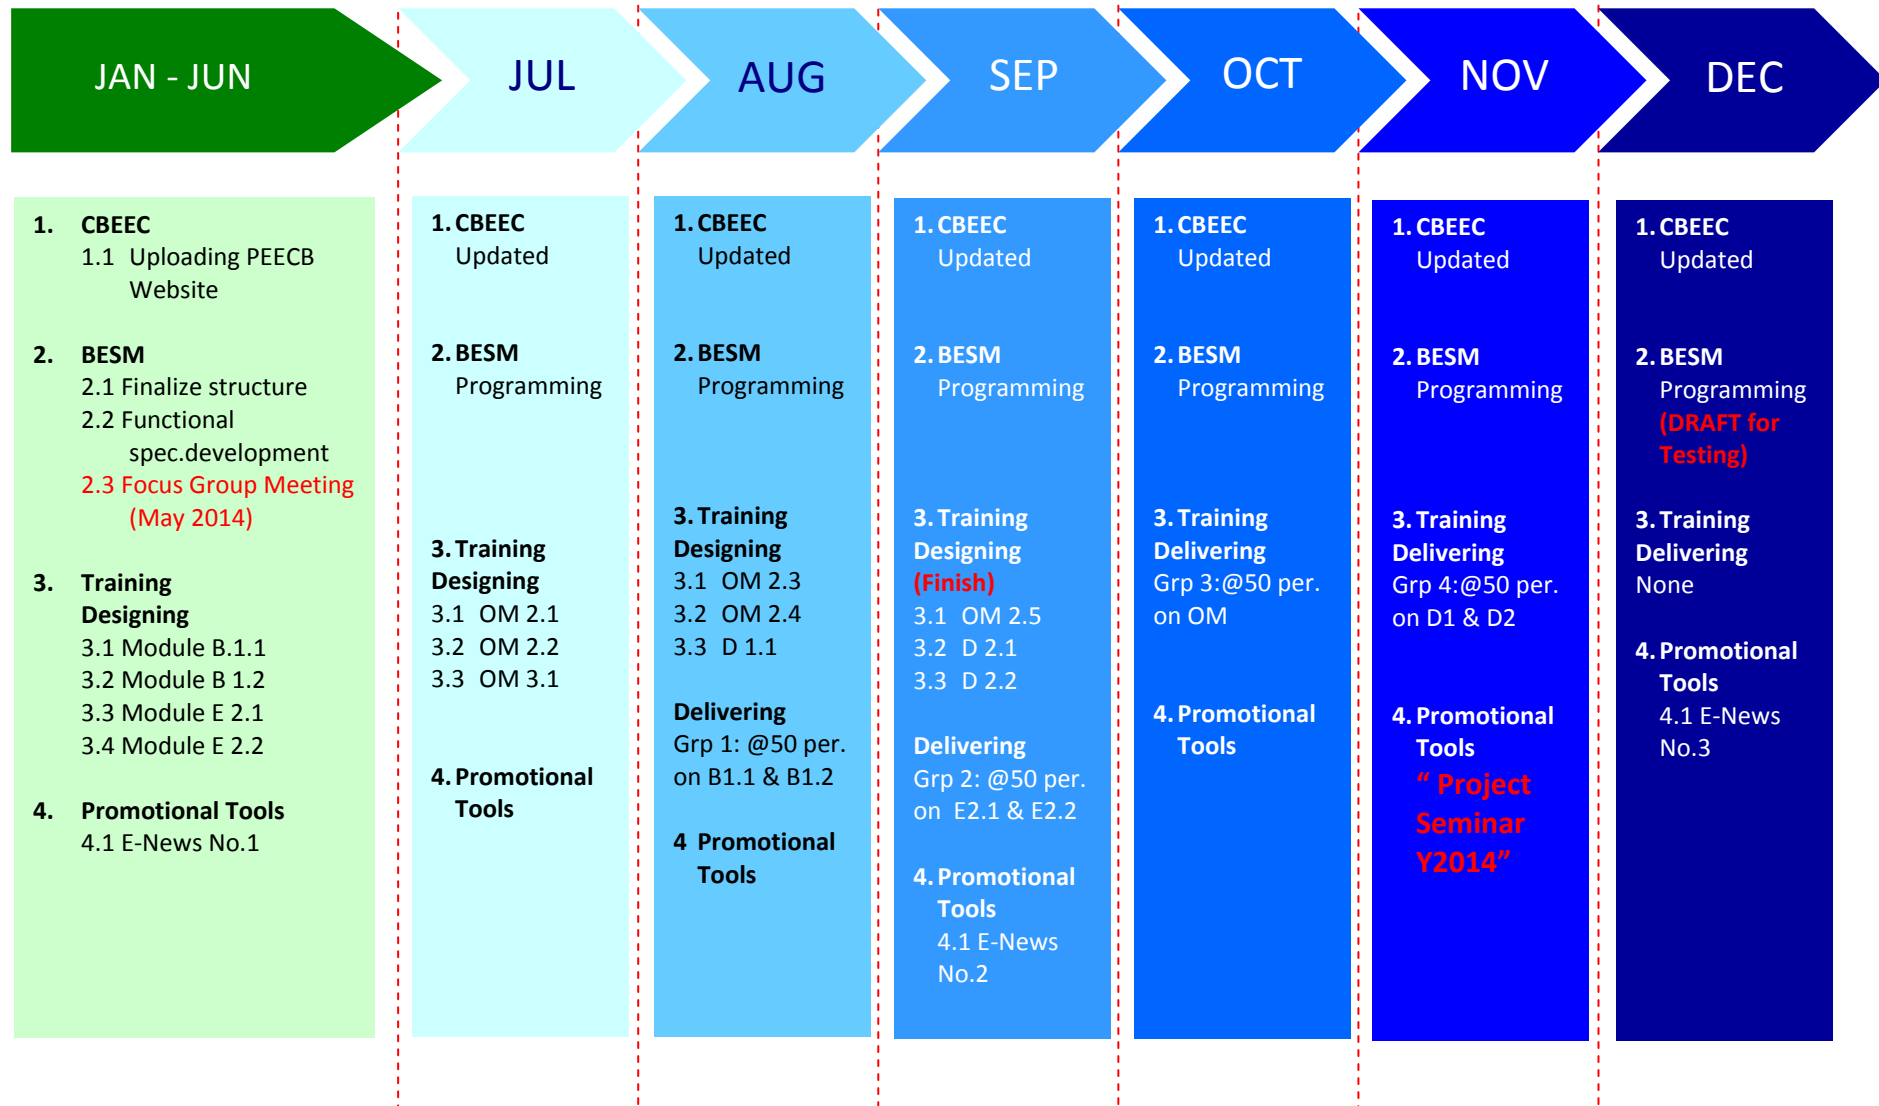 JAN - JUN
JUL
AUG
SEP
OCT
NOV
DEC
1. CBEEC
1.1 Uploading PEECB
Website
2. BESM
2.1 Finalize structure
2.2 Functional
spec.development
2.3 Focus Group Meeting
(May 2014)
3. Training
Designing
3.1 Module B.1.1
3.2 Module B 1.2
3.3 Module E 2.1
3.4 Module E 2.2
4. Promotional Tools
4.1 E-News No.1
1. CBEEC
Updated
2. BESM
Programming
3. Training
Designing
3.1 OM 2.1
3.2 OM 2.2
3.3 OM 3.1
4. Promotional
Tools
1. CBEEC
Updated
2. BESM
Programming
3. Training
Designing
3.1 OM 2.3
3.2 OM 2.4
3.3 D 1.1
Delivering
Grp 1: @50 per.
on B1.1 & B1.2
4 Promotional
Tools
1. CBEEC
Updated
2. BESM
Programming
3. Training
Designing
(Finish)
3.1 OM 2.5
3.2 D 2.1
3.3 D 2.2
Delivering
Grp 2: @50 per.
on E2.1 & E2.2
4. Promotional
Tools
4.1 E-News
No.2
1. CBEEC
Updated
2. BESM
Programming
3. Training
Delivering
Grp 3:@50 per.
on OM
4. Promotional
Tools
1. CBEEC
Updated
2. BESM
Programming
3. Training
Delivering
Grp 4:@50 per.
on D1 & D2
4. Promotional
Tools
“ Project
Seminar
Y2014”
1. CBEEC
Updated
2. BESM
Programming
(DRAFT for
Testing)
3. Training
Delivering
None
4. Promotional
Tools
4.1 E-News
No.3